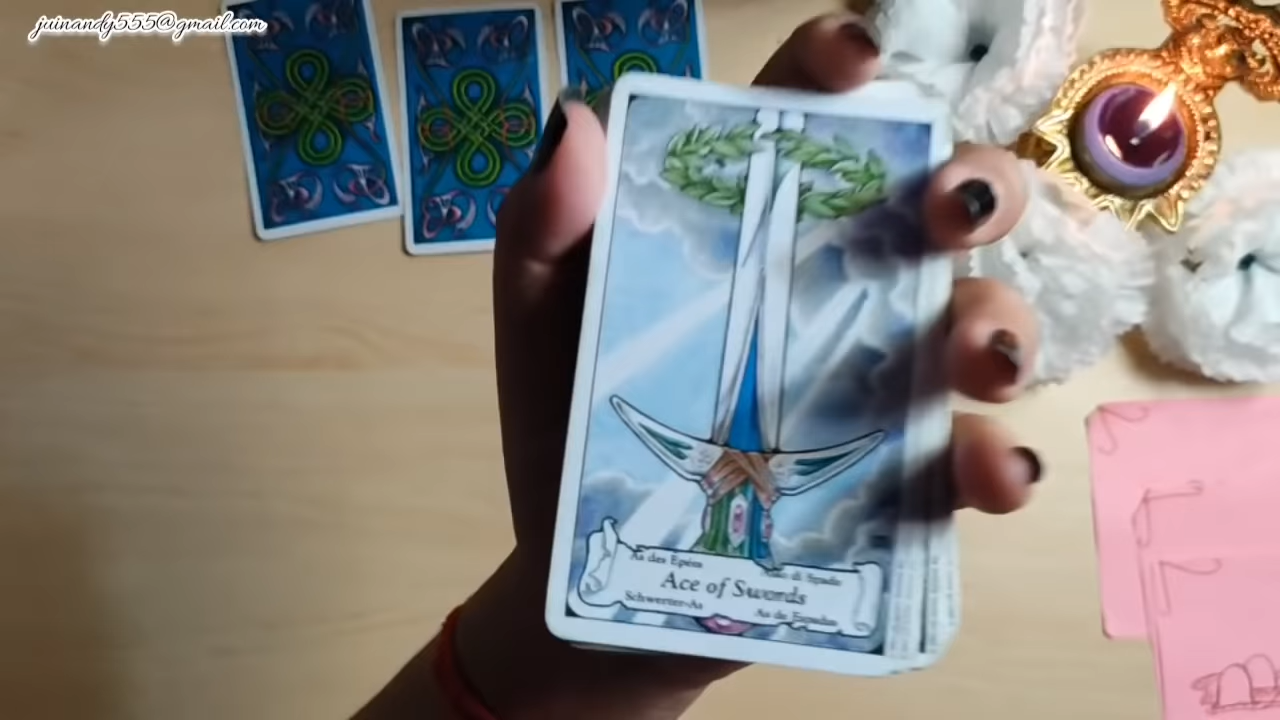 juinandy555@gmail.com
As des Epées
Asso di Spade
Ace of Swords
Schwerter-As
As de Espadas